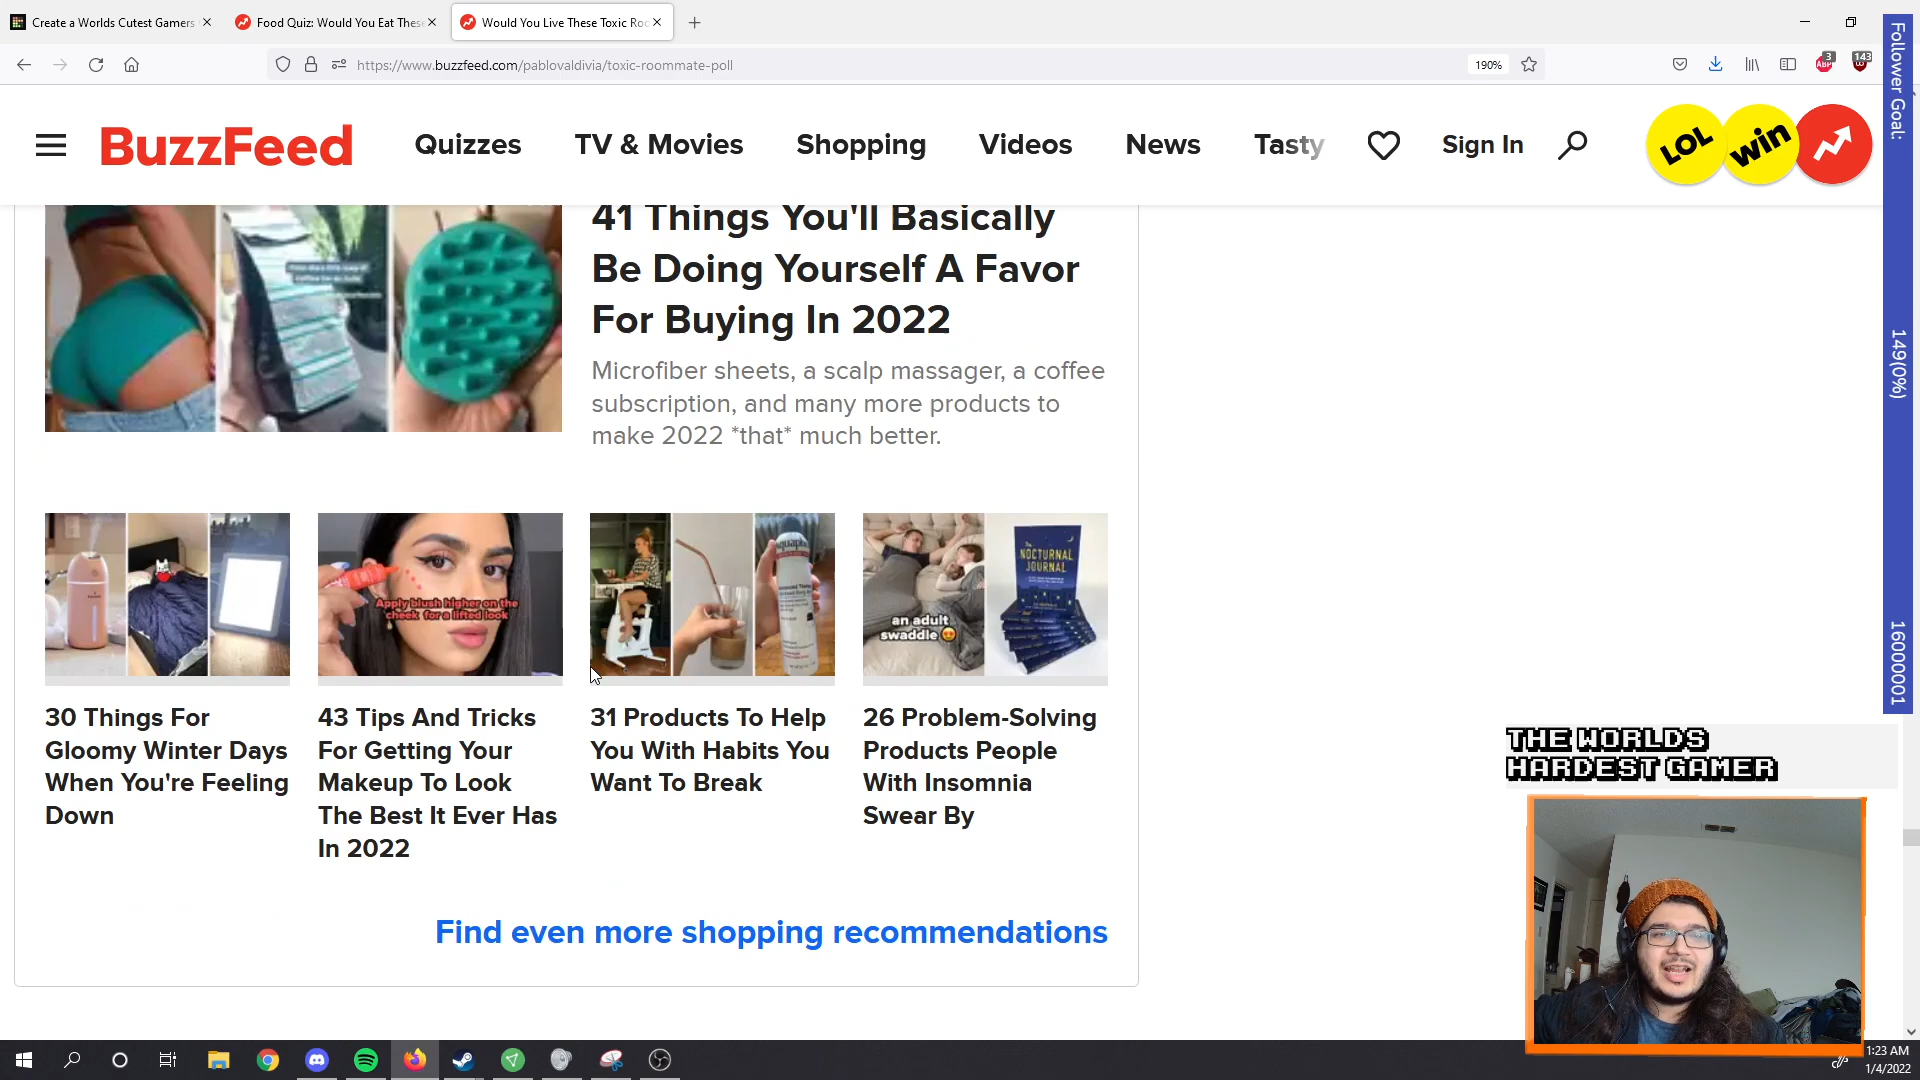 Create a Worlds Cutest Gamers
Food Quiz: Would You Eat These
Would You Live These Toxic Roo
https://www.buzzfeed.com/pablovaldivia/toxic-roommate-poll
190%
ABP
3
143
BuzzFeed
Quizzes
TV & Movies
Shopping
Videos
News
Tasty
Sign In
LOL
win
41 Things You'll Basically
Be Doing Yourself A Favor
For Buying In 2022
Microfiber sheets, a scalp massager, a coffee
subscription, and many more products to
make 2022 *that* much better.
Apply blush higher on the
cheek for a lifted look
an adult
swaddle 😍
THE
NOCTURNAL
JOURNAL
30 Things For
Gloomy Winter Days
When You're Feeling
Down
43 Tips And Tricks
For Getting Your
Makeup To Look
The Best It Ever Has
In 2022
31 Products To Help
You With Habits You
Want To Break
26 Problem-Solving
Products People
With Insomnia
Swear By
Find even more shopping recommendations
Follower Goal:
149(0%)
16000001
THE WORLDS
HARDEST GAMER
1:23 AM
1/4/2022